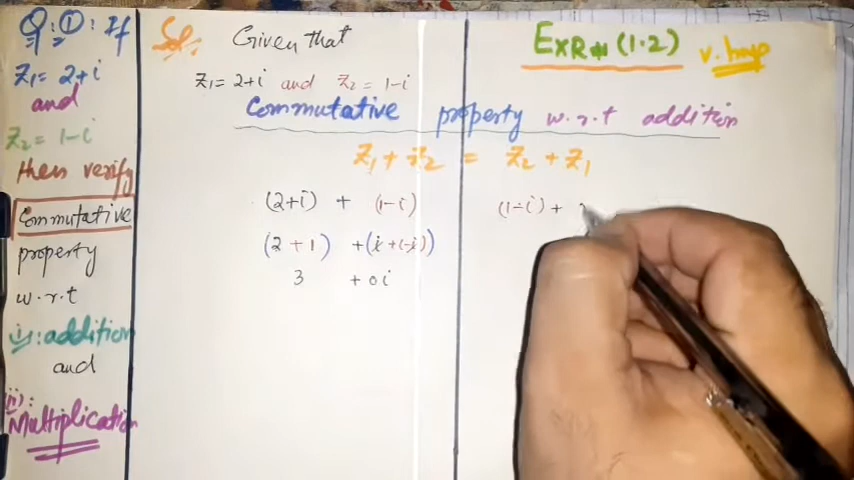 Q:①: If
Z₁ = 2+i
and
Z₂ = 1-i
then verify
Commutative
property
w.r.t
i): addition
and
ii):
Multiplication
Sol:
Given that
Z₁ = 2+i and Z₂ = 1-i
EXR# (1.2)
v. Imp
Commutative property w.r.t addition
Z₁ + Z₂ = Z₂ + Z₁
(2+i) + (1-i)
(2+1) +(i+(-i))
3 +0i
(1-i) +